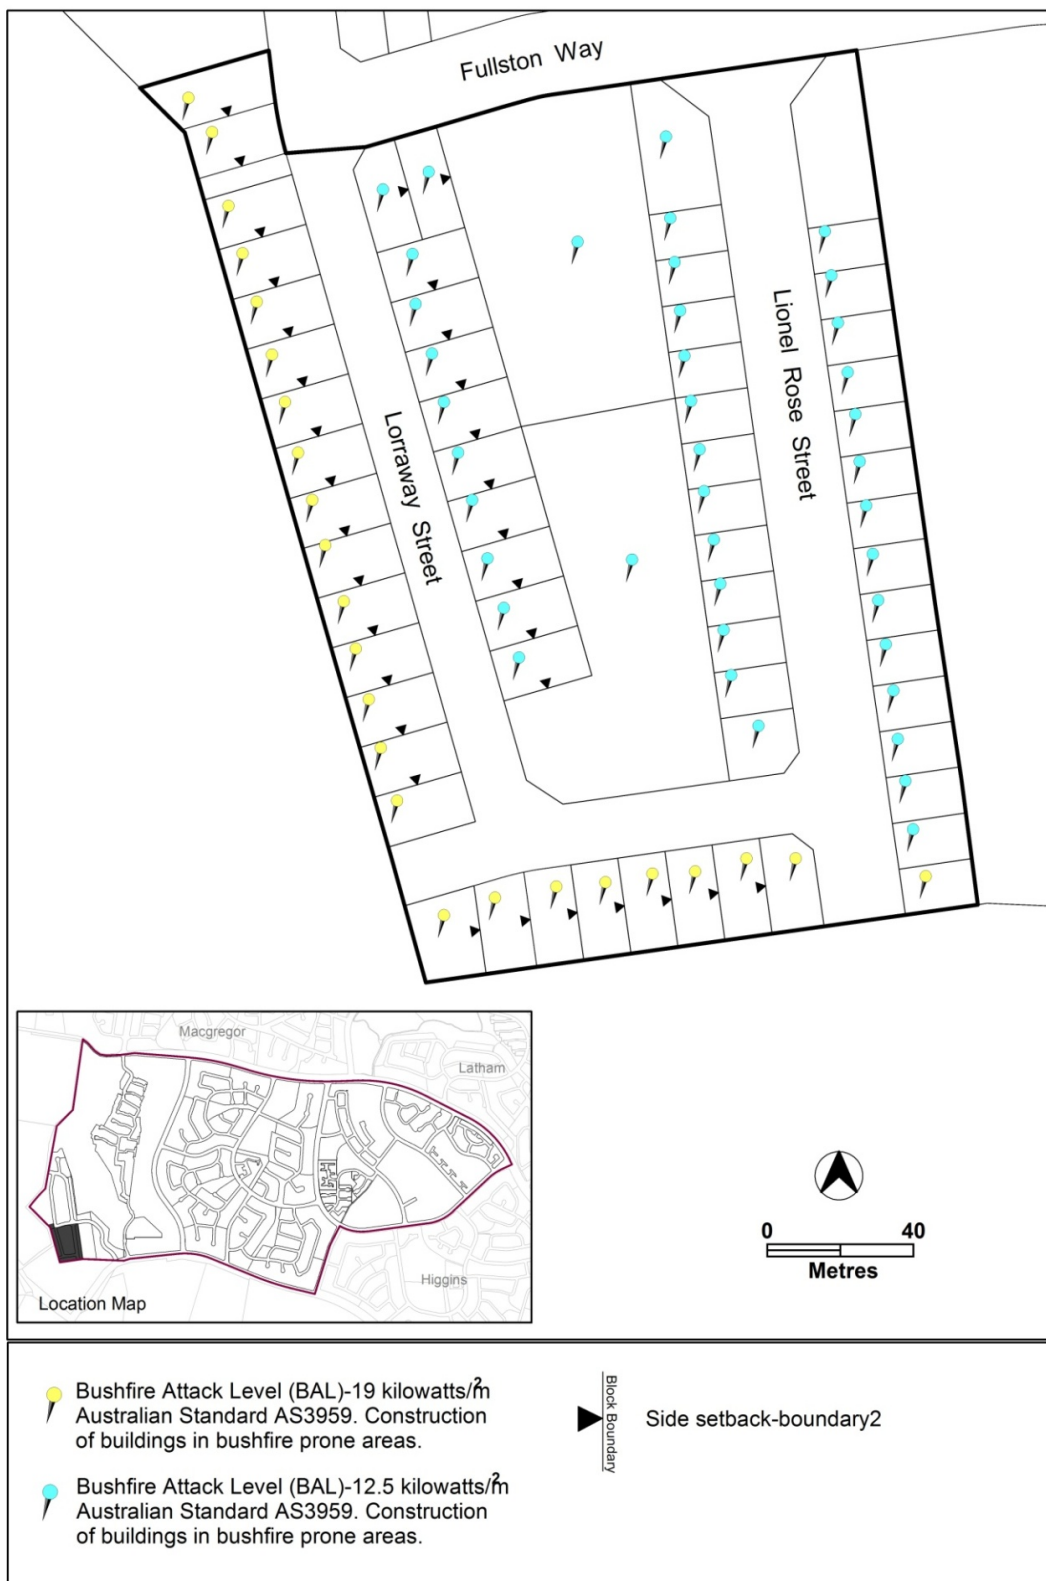 Fullston Way
Lionel Rose Street
Lorraway Street
Macgregor
Latham
Higgins
Location Map
0 40
Metres
Bushfire Attack Level (BAL)-19 kilowatts/m²
Australian Standard AS3959. Construction
of buildings in bushfire prone areas.
Bushfire Attack Level (BAL)-12.5 kilowatts/m²
Australian Standard AS3959. Construction
of buildings in bushfire prone areas.
Block Boundary
Side setback-boundary2